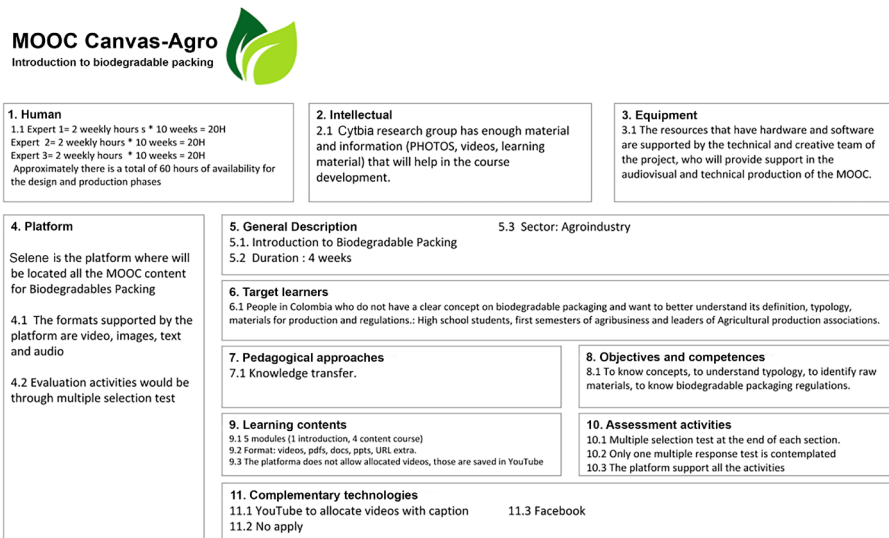 MOOC Canvas-Agro
Introduction to biodegradable packing
1. Human
1.1 Expert 1= 2 weekly hours s * 10 weeks = 20H
Expert 2= 2 weekly hours * 10 weeks = 20H
Expert 3= 2 weekly hours * 10 weeks = 20H
Approximately there is a total of 60 hours of availability for
the design and production phases
2. Intellectual
2.1 Cytbia research group has enough material
and information (PHOTOS, videos, learning
material) that will help in the course
development.
3. Equipment
3.1 The resources that have hardware and software
are supported by the technical and creative team of
the project, who will provide support in the
audiovisual and technical production of the MOOC.
4. Platform
Selene is the platform where will
be located all the MOOC content
for Biodegradables Packing
4.1 The formats supported by the
platform are video, images, text
and audio
4.2 Evaluation activities would be
through multiple selection test
5. General Description
5.1. Introduction to Biodegradable Packing
5.2 Duration : 4 weeks
5.3 Sector: Agroindustry
6. Target learners
6.1 People in Colombia who do not have a clear concept on biodegradable packaging and want to better understand its definition, typology,
materials for production and regulations.: High school students, first semesters of agribusiness and leaders of Agricultural production associations.
7. Pedagogical approaches
7.1 Knowledge transfer.
8. Objectives and competences
8.1 To know concepts, to understand typology, to identify raw
materials, to know biodegradable packaging regulations.
9. Learning contents
9.1 5 modules (1 introduction, 4 content course)
9.2 Format: videos, pdfs, docs, ppts, URL extra.
9.3 The platforma does not allow allocated videos, those are saved in YouTube
10. Assessment activities
10.1 Multiple selection test at the end of each section.
10.2 Only one multiple response test is contemplated
10.3 The platform support all the activities
11. Complementary technologies
11.1 YouTube to allocate videos with caption
11.2 No apply
11.3 Facebook